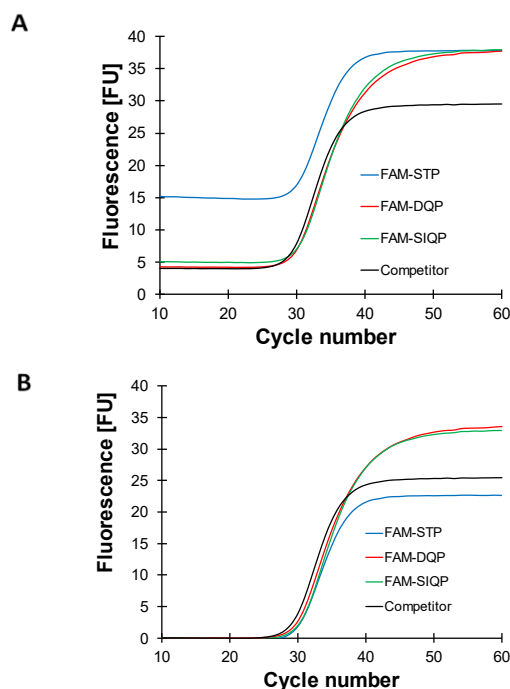 A
Fluorescence [FU]
40
35
30
25
20
15
10
5
0
FAM-STP
FAM-DQP
FAM-SIQP
Competitor
10 20 30 40 50 60
Cycle number
B
Fluorescence [FU]
40
35
30
25
20
15
10
5
0
FAM-STP
FAM-DQP
FAM-SIQP
Competitor
10 20 30 40 50 60
Cycle number